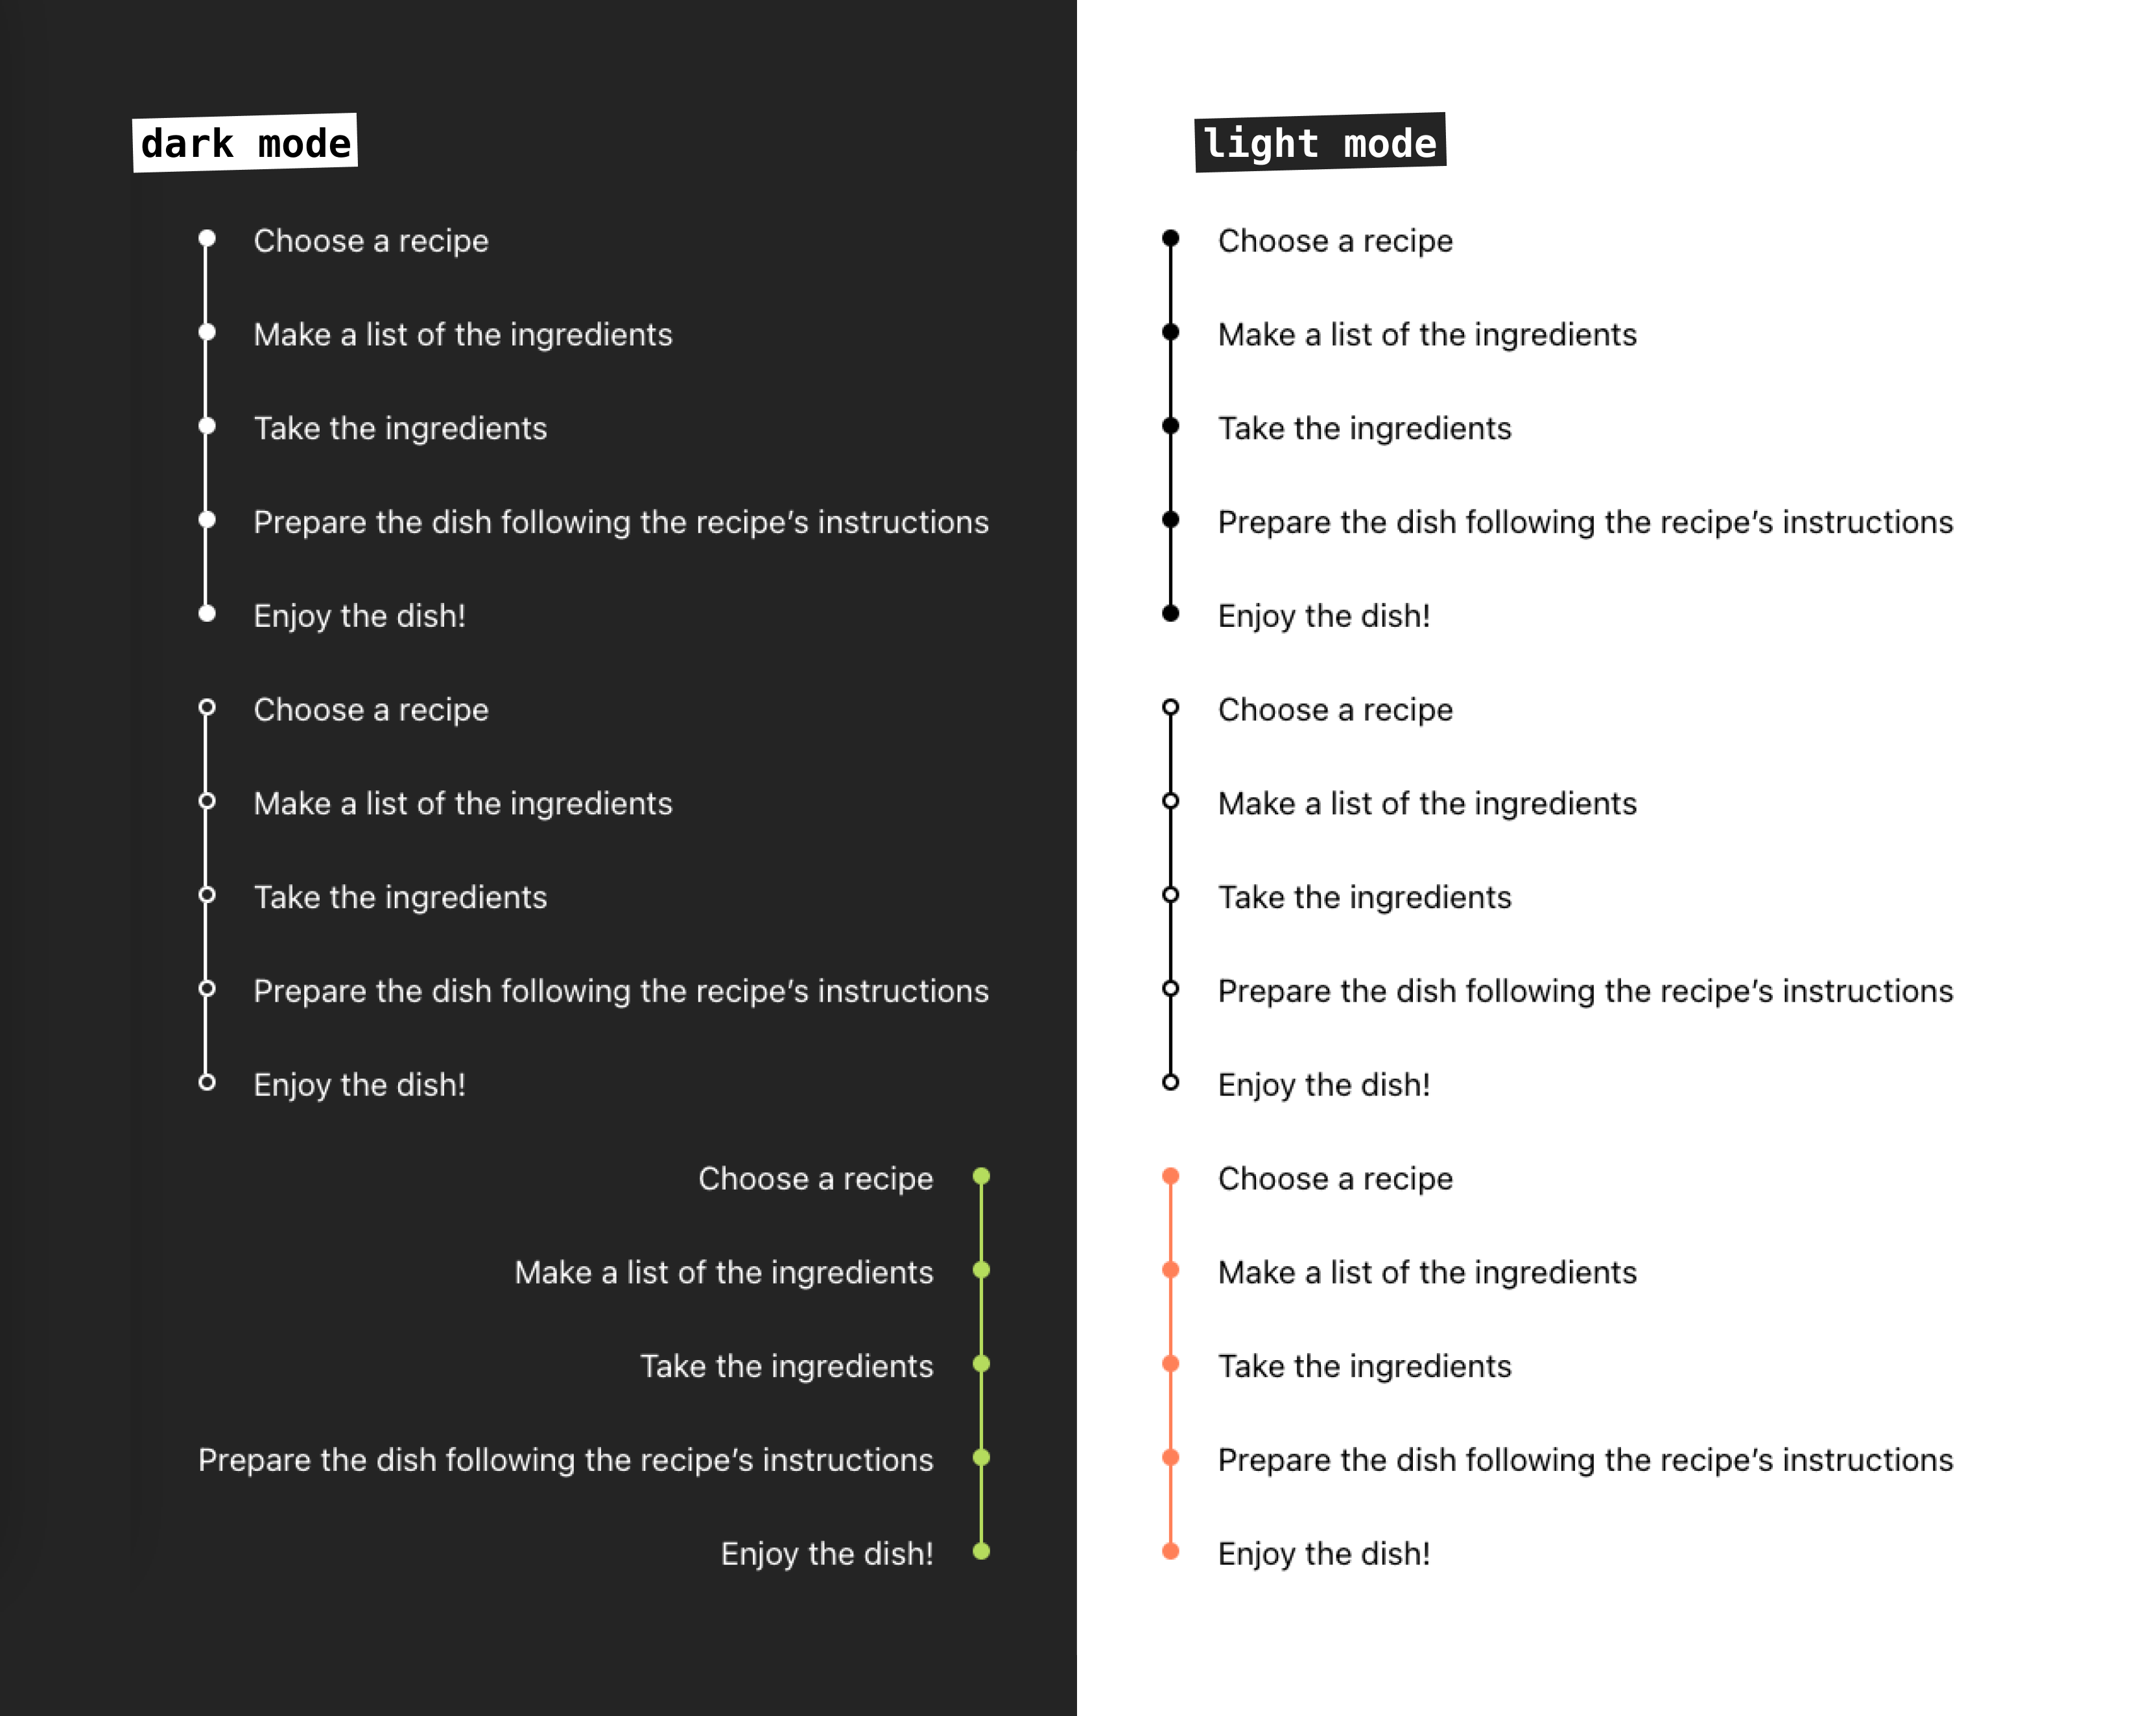 dark mode
Choose a recipe
Make a list of the ingredients
Take the ingredients
Prepare the dish following the recipe’s instructions
Enjoy the dish!
Choose a recipe
Make a list of the ingredients
Take the ingredients
Prepare the dish following the recipe’s instructions
Enjoy the dish!
Choose a recipe
Make a list of the ingredients
Take the ingredients
Prepare the dish following the recipe’s instructions
Enjoy the dish!
light mode
Choose a recipe
Make a list of the ingredients
Take the ingredients
Prepare the dish following the recipe’s instructions
Enjoy the dish!
Choose a recipe
Make a list of the ingredients
Take the ingredients
Prepare the dish following the recipe’s instructions
Enjoy the dish!
Choose a recipe
Make a list of the ingredients
Take the ingredients
Prepare the dish following the recipe’s instructions
Enjoy the dish!